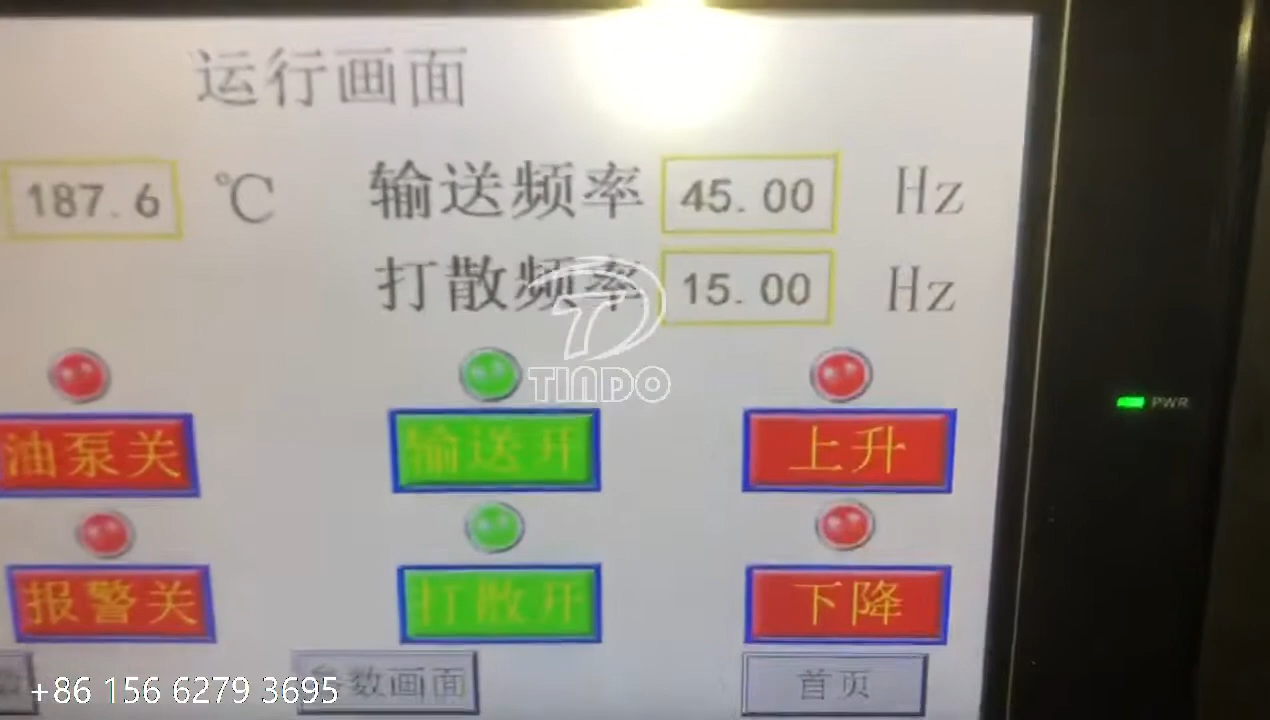 运行画面
187.6 ℃ 输送频率 45.00 Hz
打散频率 15.00 Hz
TINDO
PWR
油泵关 输送开 上升
报警关 打散开 下降
参数画面 首页
+86 156 6279 3695